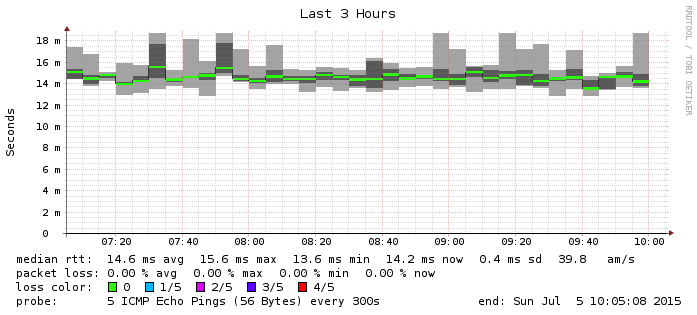 Last 3 Hours
RRDTOOL / TOBI OETIKER
Seconds
18 m
16 m
14 m
12 m
10 m
8 m
6 m
4 m
2 m
0
07:20 07:40 08:00 08:20 08:40 09:00 09:20 09:40 10:00
median rtt: 14.6 ms avg 15.6 ms max 13.6 ms min 14.2 ms now 0.4 ms sd 39.8 am/s
packet loss: 0.00 % avg 0.00 % max 0.00 % min 0.00 % now
loss color: 0 1/5 2/5 3/5 4/5
probe: 5 ICMP Echo Pings (56 Bytes) every 300s end: Sun Jul 5 10:05:08 2015